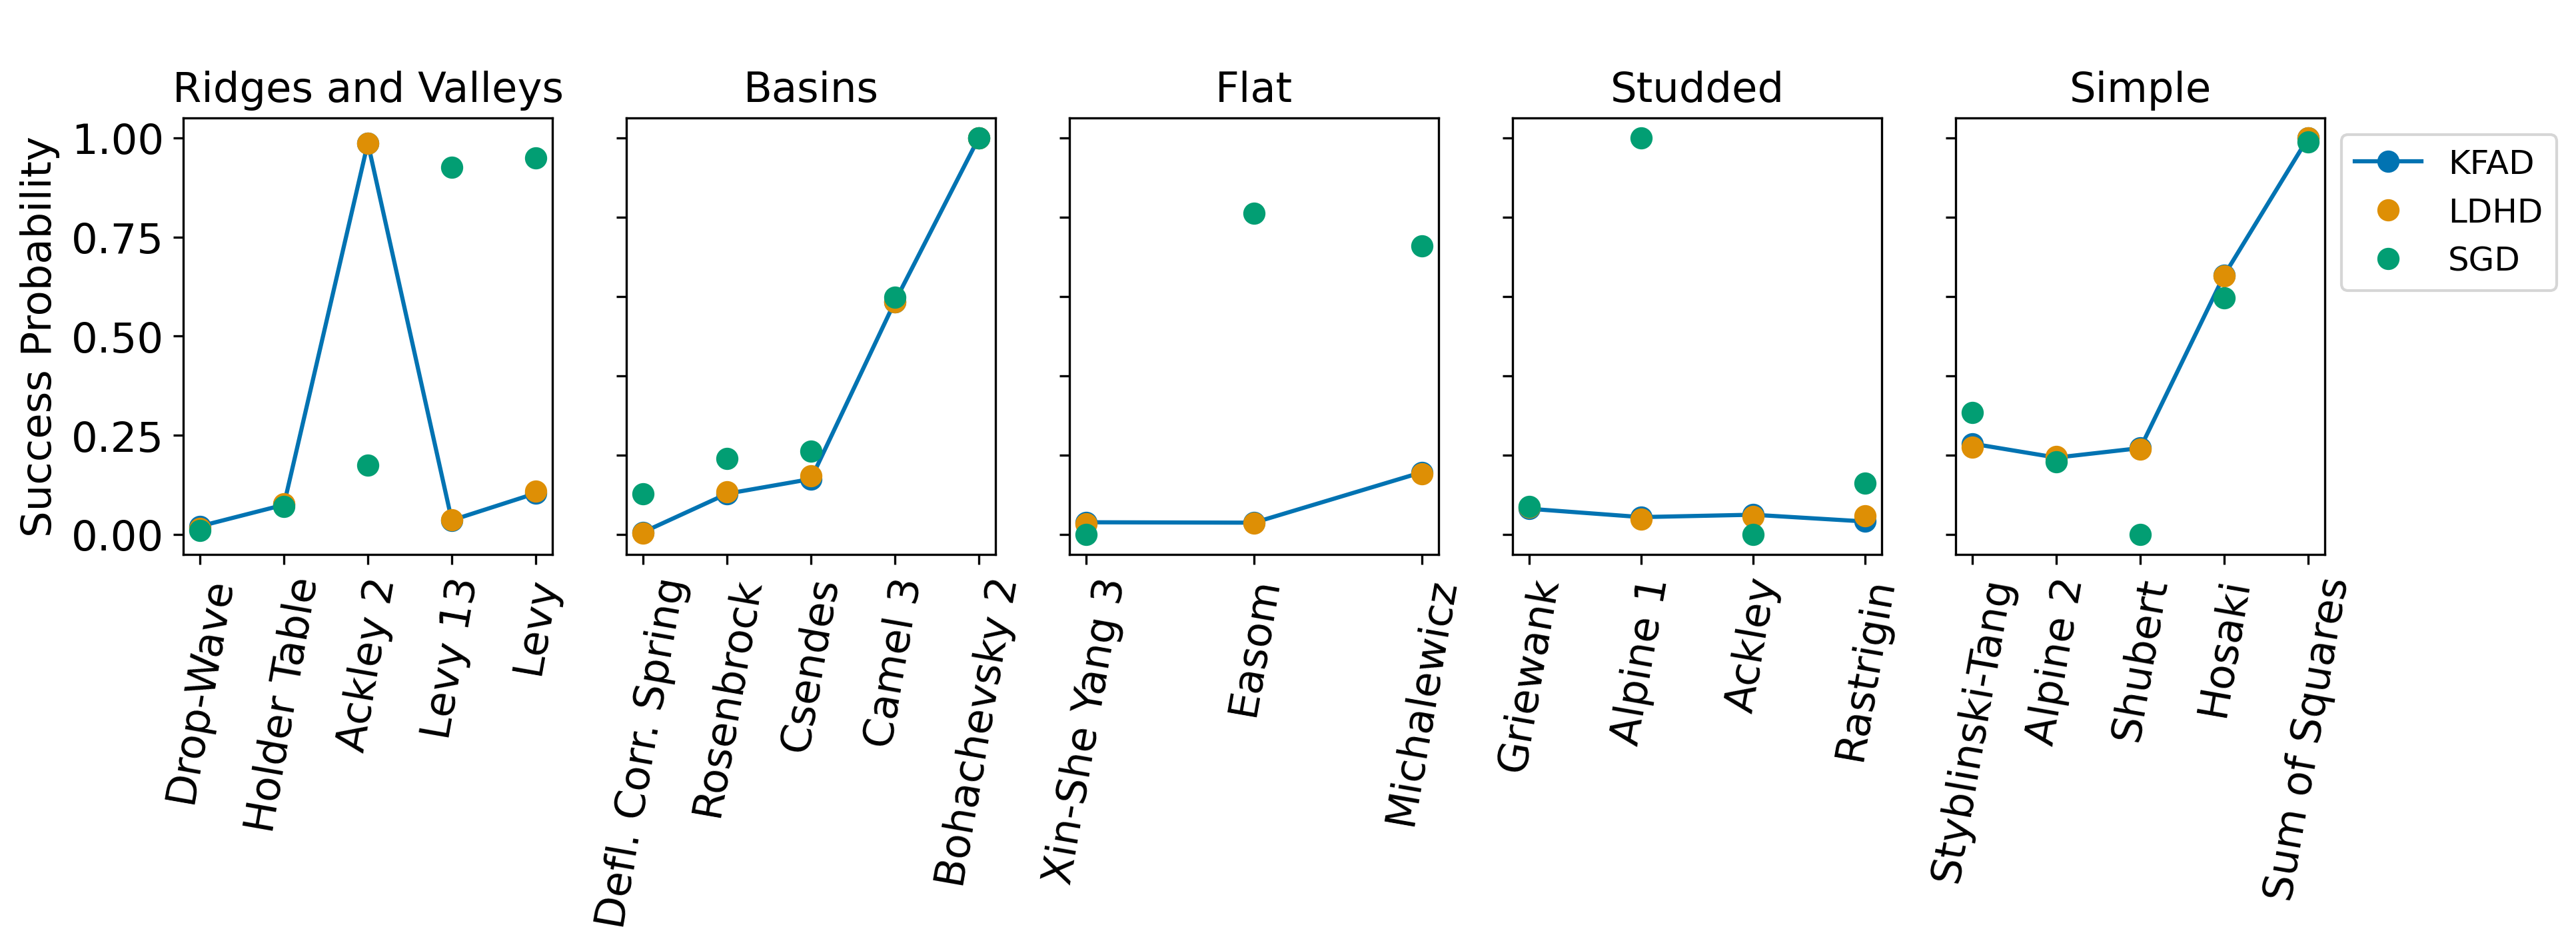 Ridges and Valleys
Basins
Flat
Studded
Simple
Success Probability
1.00
0.75
0.50
0.25
0.00
KFAD
LDHD
SGD
Drop-Wave
Holder Table
Ackley 2
Levy 13
Levy
Defl. Corr. Spring
Rosenbrock
Csendes
Camel 3
Bohachevsky 2
Xin-She Yang 3
Easom
Michalewicz
Griewank
Alpine 1
Ackley
Rastrigin
Styblinski-Tang
Alpine 2
Shubert
Hosaki
Sum of Squares